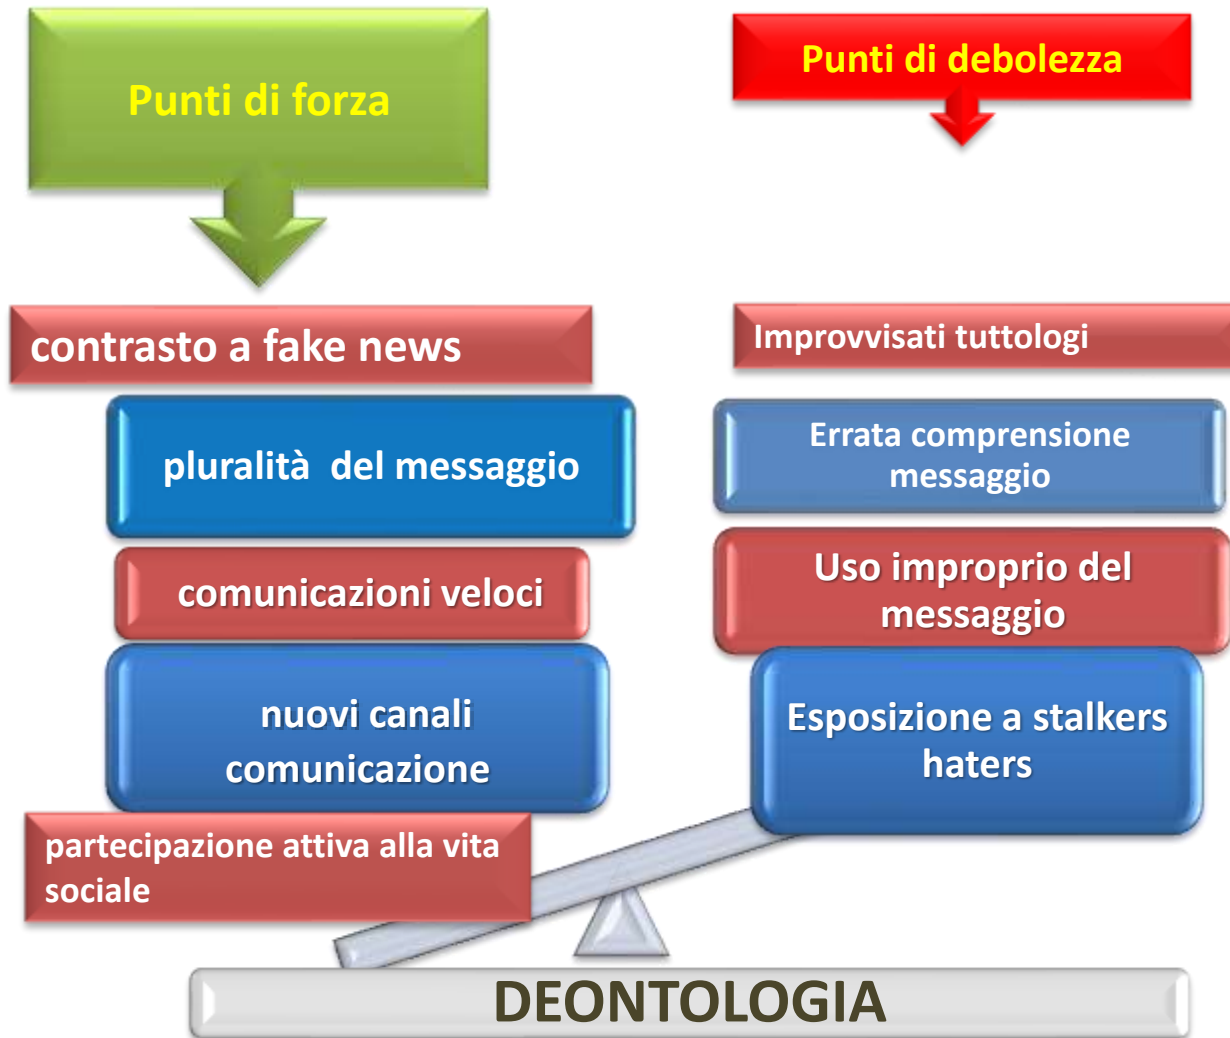 Punti di forza
contrasto a fake news
pluralità del messaggio
comunicazioni veloci
nuovi canali
comunicazione
partecipazione attiva alla vita
sociale
Punti di debolezza
Improvvisati tuttologi
Errata comprensione
messaggio
Uso improprio del
messaggio
Esposizione a stalkers
haters
DEONTOLOGIA